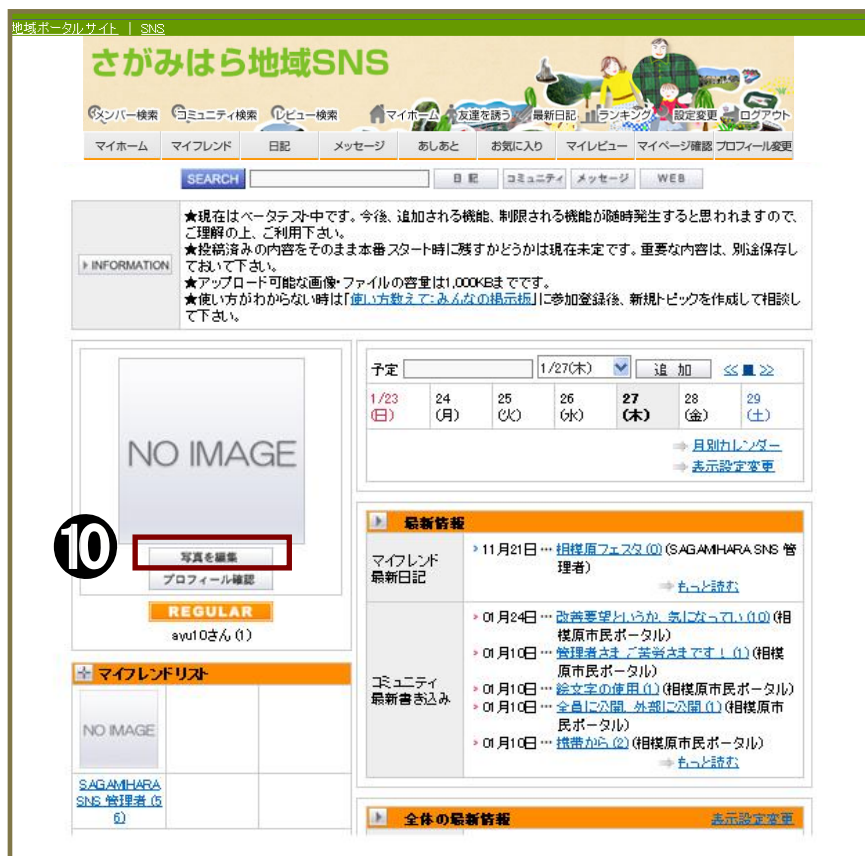 地域ポータルサイト | SNS
さがみはら地域SNS
メンバー検索 コミュニティ検索 レビュー検索 マイホーム 友達を誘う 最新日記 ランキング 設定変更 ログアウト
マイホーム マイフレンド 日記 メッセージ あしあと お気に入り マイレビュー マイページ確認 プロフィール変更
SEARCH 日記 コミュニティ メッセージ WEB
INFORMATION
★現在はベータテスト中です。今後、追加される機能、制限される機能が随時発生すると思われますので、
ご理解の上、ご利用下さい。
★投稿済みの内容をそのまま本番スタート時に残すかどうかは現在未定です。重要な内容は、別途保存し
ておいて下さい。
★アップロード可能な画像・ファイルの容量は1,000KBまでです。
★使い方がわからない時は「使い方教えて:みんなの掲示板」に参加登録後、新規トピックを作成して相談し
て下さい。
NO IMAGE
10
写真を編集
プロフィール確認
REGULAR
ayu10さん (1)
マイフレンドリスト
NO IMAGE
SAGAMIHARA
SNS 管理者 (5
6)
予定 1/27(木) 追 加 ≪ ■ ≫
1/23 24 25 26 27 28 29
(日) (月) (火) (水) (木) (金) (土)
月別カレンダー
表示設定変更
最新情報
マイフレンド
最新日記
11月21日 … 相模原フェスタ (0) (SAGAMIHARA SNS 管
理者)
もっと読む
コミュニティ
最新書き込み
01月24日 … 改善要望というか、気になってい (10) (相
模原市民ポータル)
01月10日 … 管理者さま ご苦労さまです! (1) (相模
原市民ポータル)
01月10日 … 絵文字の使用 (1) (相模原市民ポータル)
01月10日 … 全員に公開、外部に公開 (1) (相模原市
民ポータル)
01月10日 … 携帯から (2) (相模原市民ポータル)
もっと読む
全体の最新情報 表示設定変更